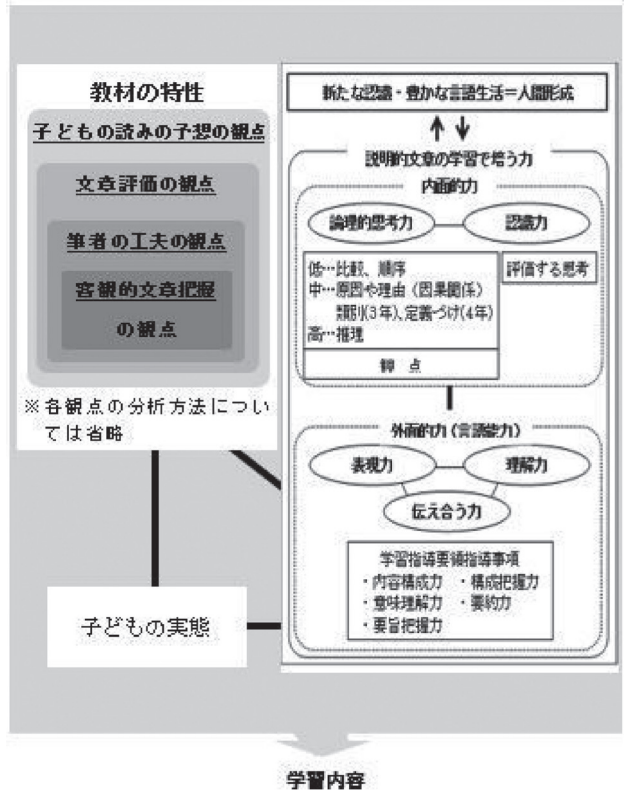 教材の特性
子どもの読みの予想の観点
文章評価の観点
筆者の工夫の観点
客観的文章把握
の観点
※各観点の分析方法につい
ては省略
子どもの実態
新たな認識・豊かな言語生活＝人間形成
説明的文章の学習で培う力
内面的力
論理的思考力
認識力
低…比較、順序
中…原因や理由（因果関係）
類別(3年)、定義づけ(4年)
高…推理
観 点
評価する思考
外面的力（言語能力）
表現力
理解力
伝え合う力
学習指導要領指導事項
・内容構成力 ・構成把握力
・意味理解力 ・要約力
・要旨把握力
学習内容